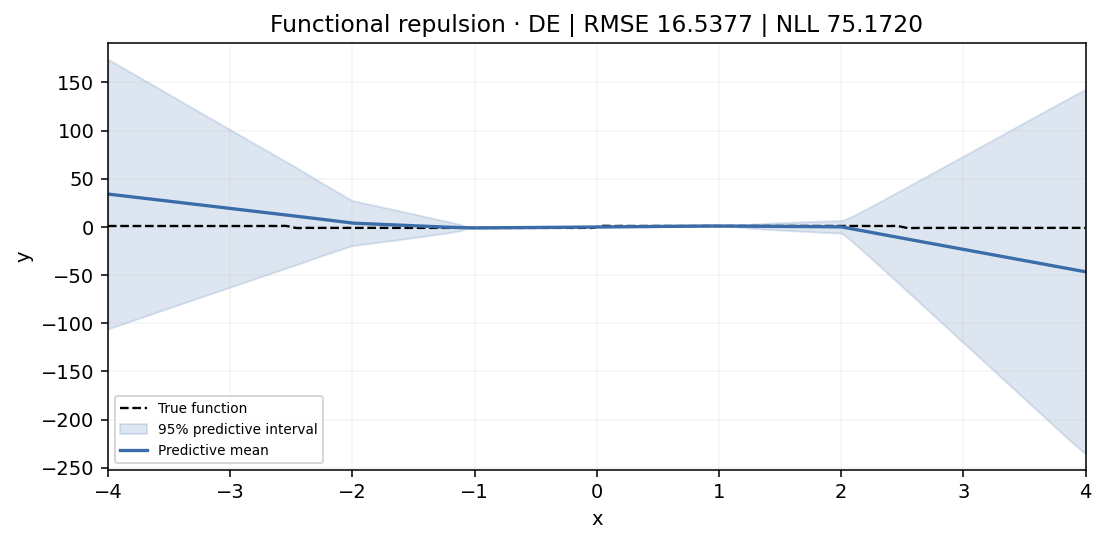 Functional repulsion · DE | RMSE 16.5377 | NLL 75.1720
y
150
100
50
0
−50
−100
−150
−200
−250
True function
95% predictive interval
Predictive mean
−4 −3 −2 −1 0 1 2 3 4
x